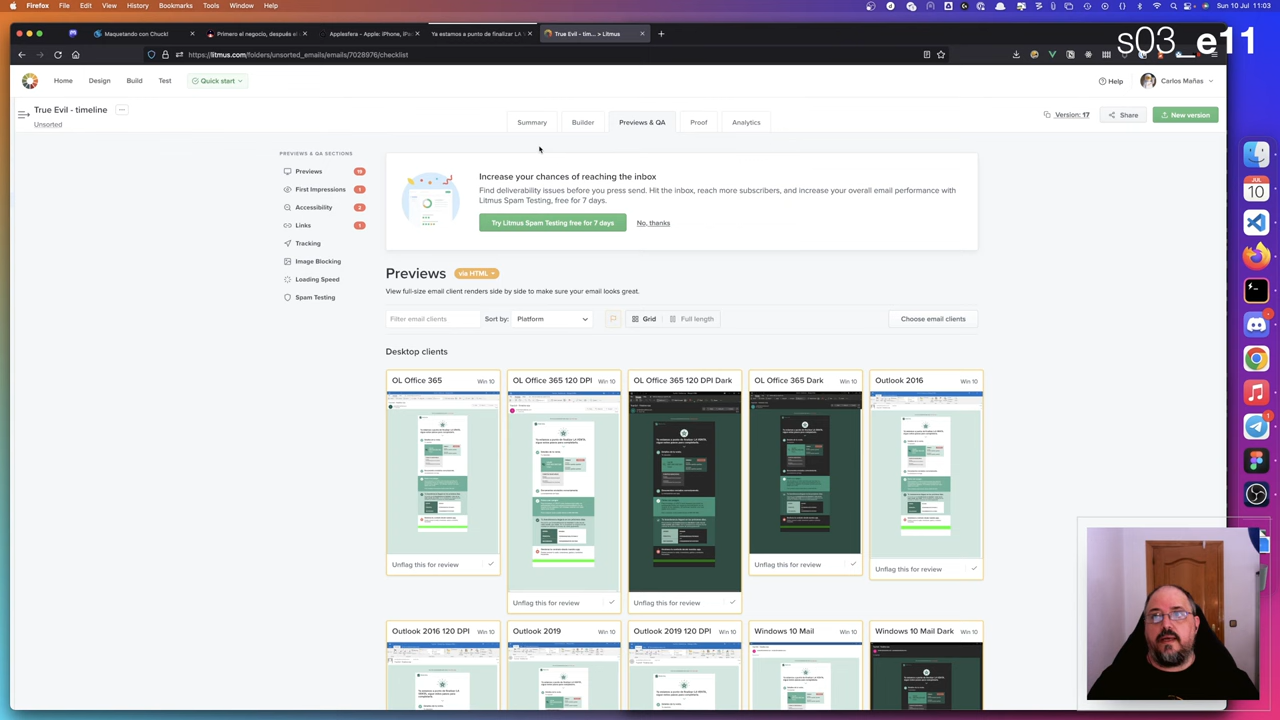 Firefox File Edit View History Bookmarks Tools Window Help
Sun 10 Jul 11:03
Maquetando con Chuck!
Primero el negocio, después el
Applesfera - Apple: iPhone, iPa
Ya estamos a punto de finalizar LA V
True Evil - tim... > Litmus
s03 e11
https://litmus.com/folders/unsorted_emails/emails/7028976/checklist
Home Design Build Test Quick start
Help Carlos Mañas
True Evil - timeline
Unsorted
Summary Builder Previews & QA Proof Analytics
Version: 17 Share New version
PREVIEWS & QA SECTIONS
Previews 19
First Impressions 1
Accessibility 2
Links 1
Tracking
Image Blocking
Loading Speed
Spam Testing
Increase your chances of reaching the inbox
Find deliverability issues before you press send. Hit the inbox, reach more subscribers, and increase your overall email performance with
Litmus Spam Testing, free for 7 days.
Try Litmus Spam Testing free for 7 days No, thanks
Previews via HTML
View full-size email client renders side by side to make sure your email looks great.
Filter email clients Sort by: Platform Grid Full length Choose email clients
Desktop clients
OL Office 365 Win 10
OL Office 365 120 DPI Win 10
OL Office 365 120 DPI Dark Win 10
OL Office 365 Dark Win 10
Outlook 2016 Win 10
Unflag this for review
Unflag this for review
Unflag this for review
Unflag this for review
Unflag this for review
Outlook 2016 120 DPI Win 10
Outlook 2019 Win 10
Outlook 2019 120 DPI Win 10
Windows 10 Mail Win 10
Windows 10 Mail Dark Win 10
JUL
10